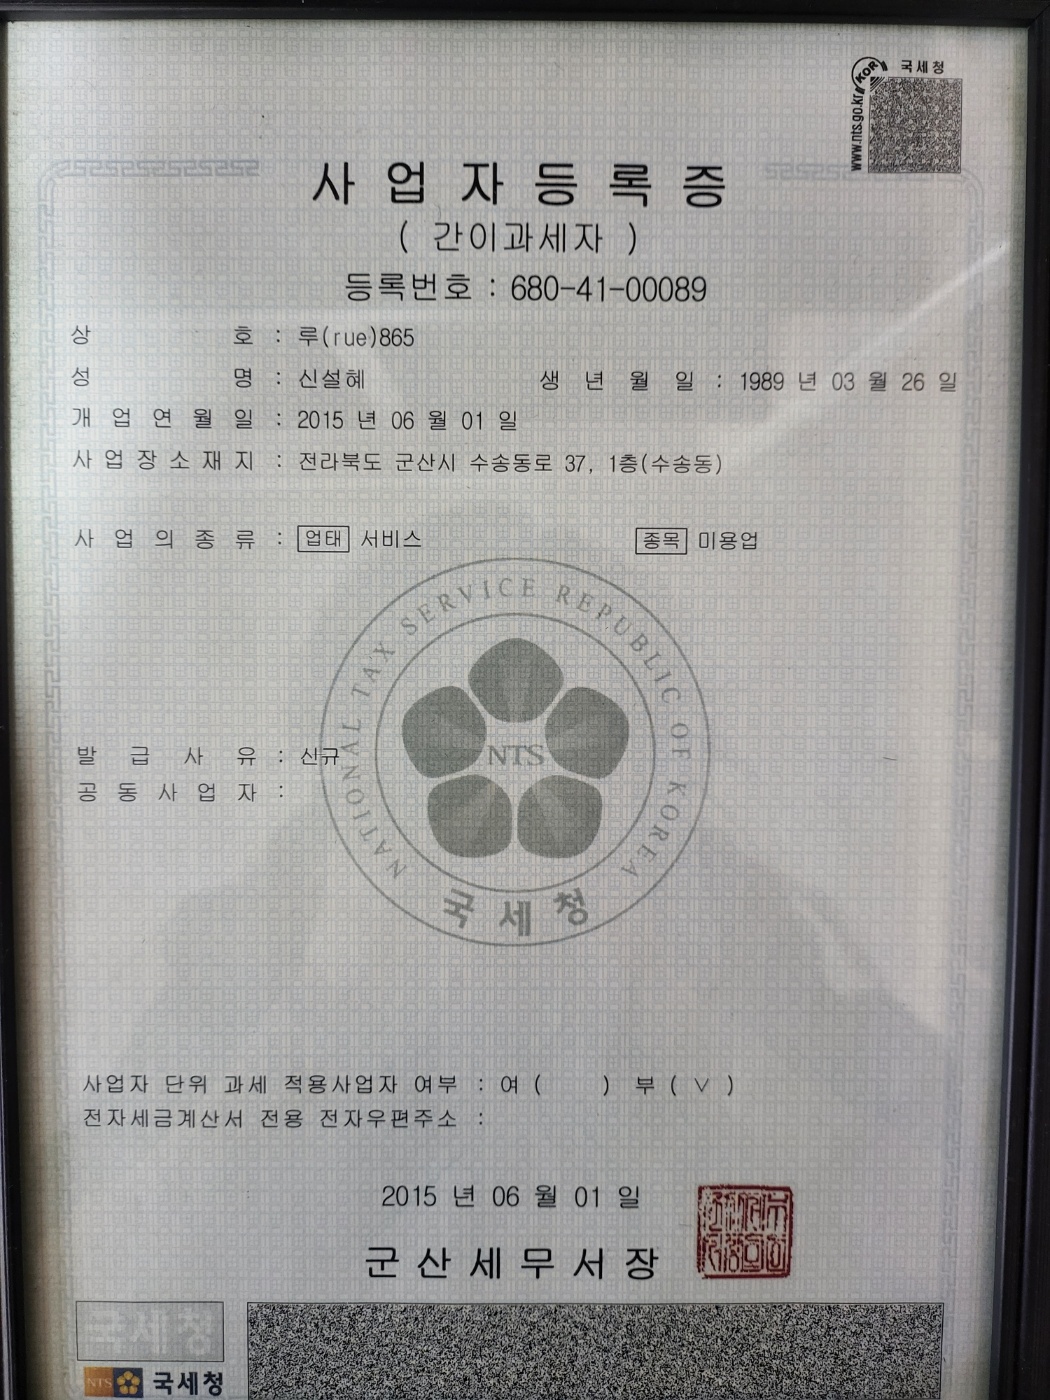 국세청
KOR
www.nts.go.kr
사업자등록증
( 간이과세자 )
등록번호 : 680-41-00089
상 호 : 루(rue)865
성 명 : 신설혜 생 년 월 일 : 1989 년 03 월 26 일
개 업 연 월 일 : 2015 년 06 월 01 일
사 업 장 소 재 지 : 전라북도 군산시 수송동로 37, 1층(수송동)
사 업 의 종 류 : 업태 서비스 종목 미용업
NATIONAL TAX SERVICE REPUBLIC OF KOREA
NTS
국세청
발 급 사 유 : 신규
공 동 사 업 자 :
사업자 단위 과세 적용사업자 여부 : 여 ( ) 부 ( ∨ )
전자세금계산서 전용 전자우편주소 :
2015 년 06 월 01 일
군산세무서장
국세청
NTS 국세청